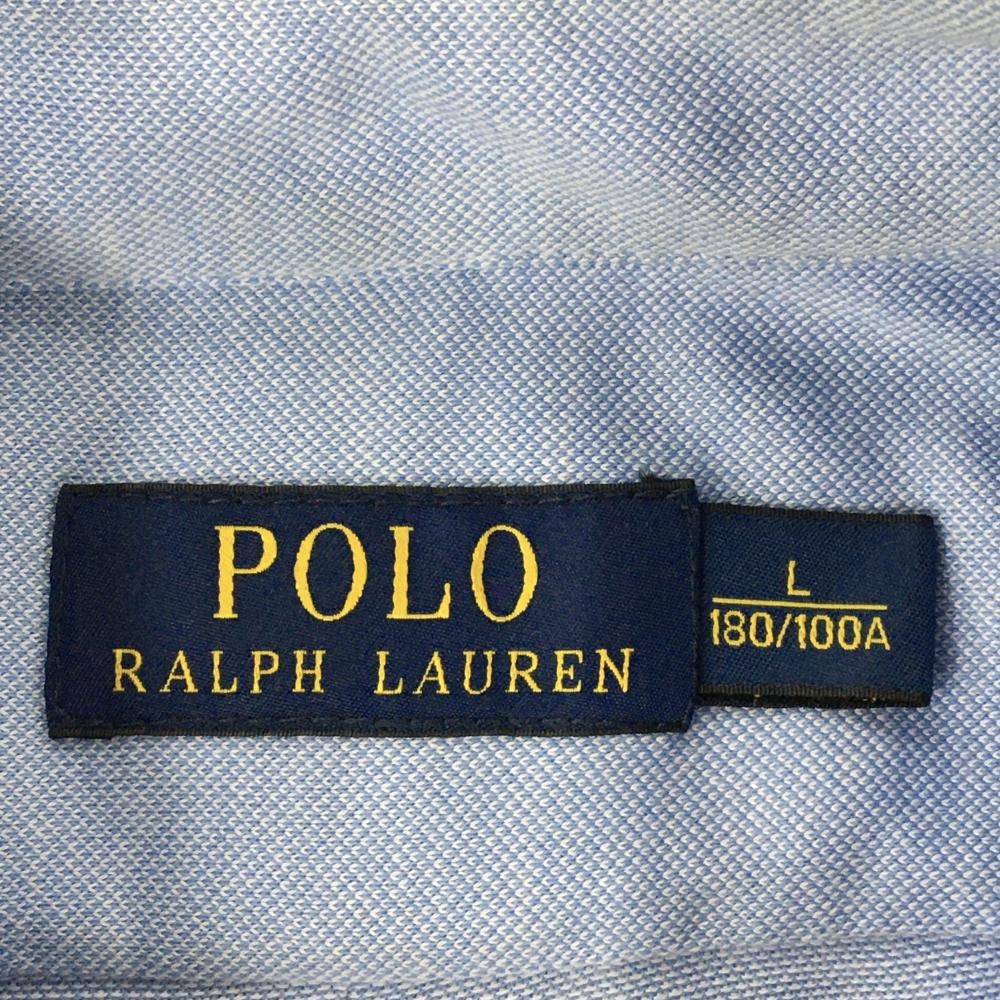 POLO
RALPH LAUREN
L
180/100A